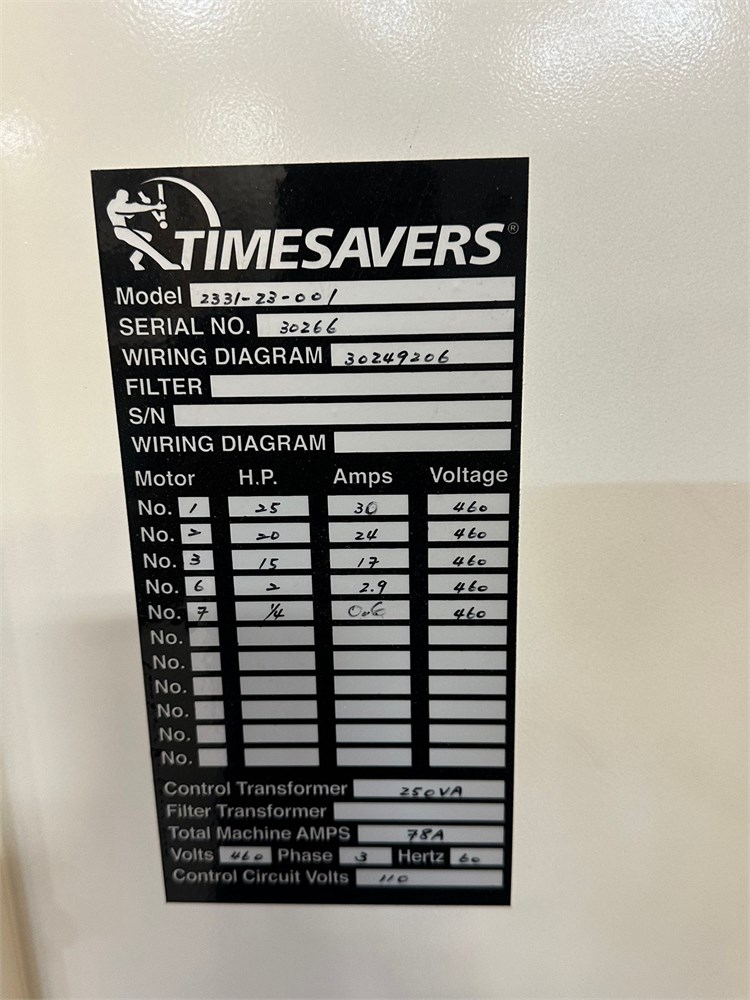 TIMESAVERS®
Model 2331-23-001
SERIAL NO. 30266
WIRING DIAGRAM 30249206
FILTER
S/N
WIRING DIAGRAM
Motor H.P. Amps Voltage
No. 1 25 30 460
No. 2 20 24 460
No. 3 15 17 460
No. 6 2 2.9 460
No. 7 1/4 0.6 460
No.
No.
No.
No.
No.
No.
Control Transformer 250VA
Filter Transformer
Total Machine AMPS 78A
Volts 460 Phase 3 Hertz 60
Control Circuit Volts 110